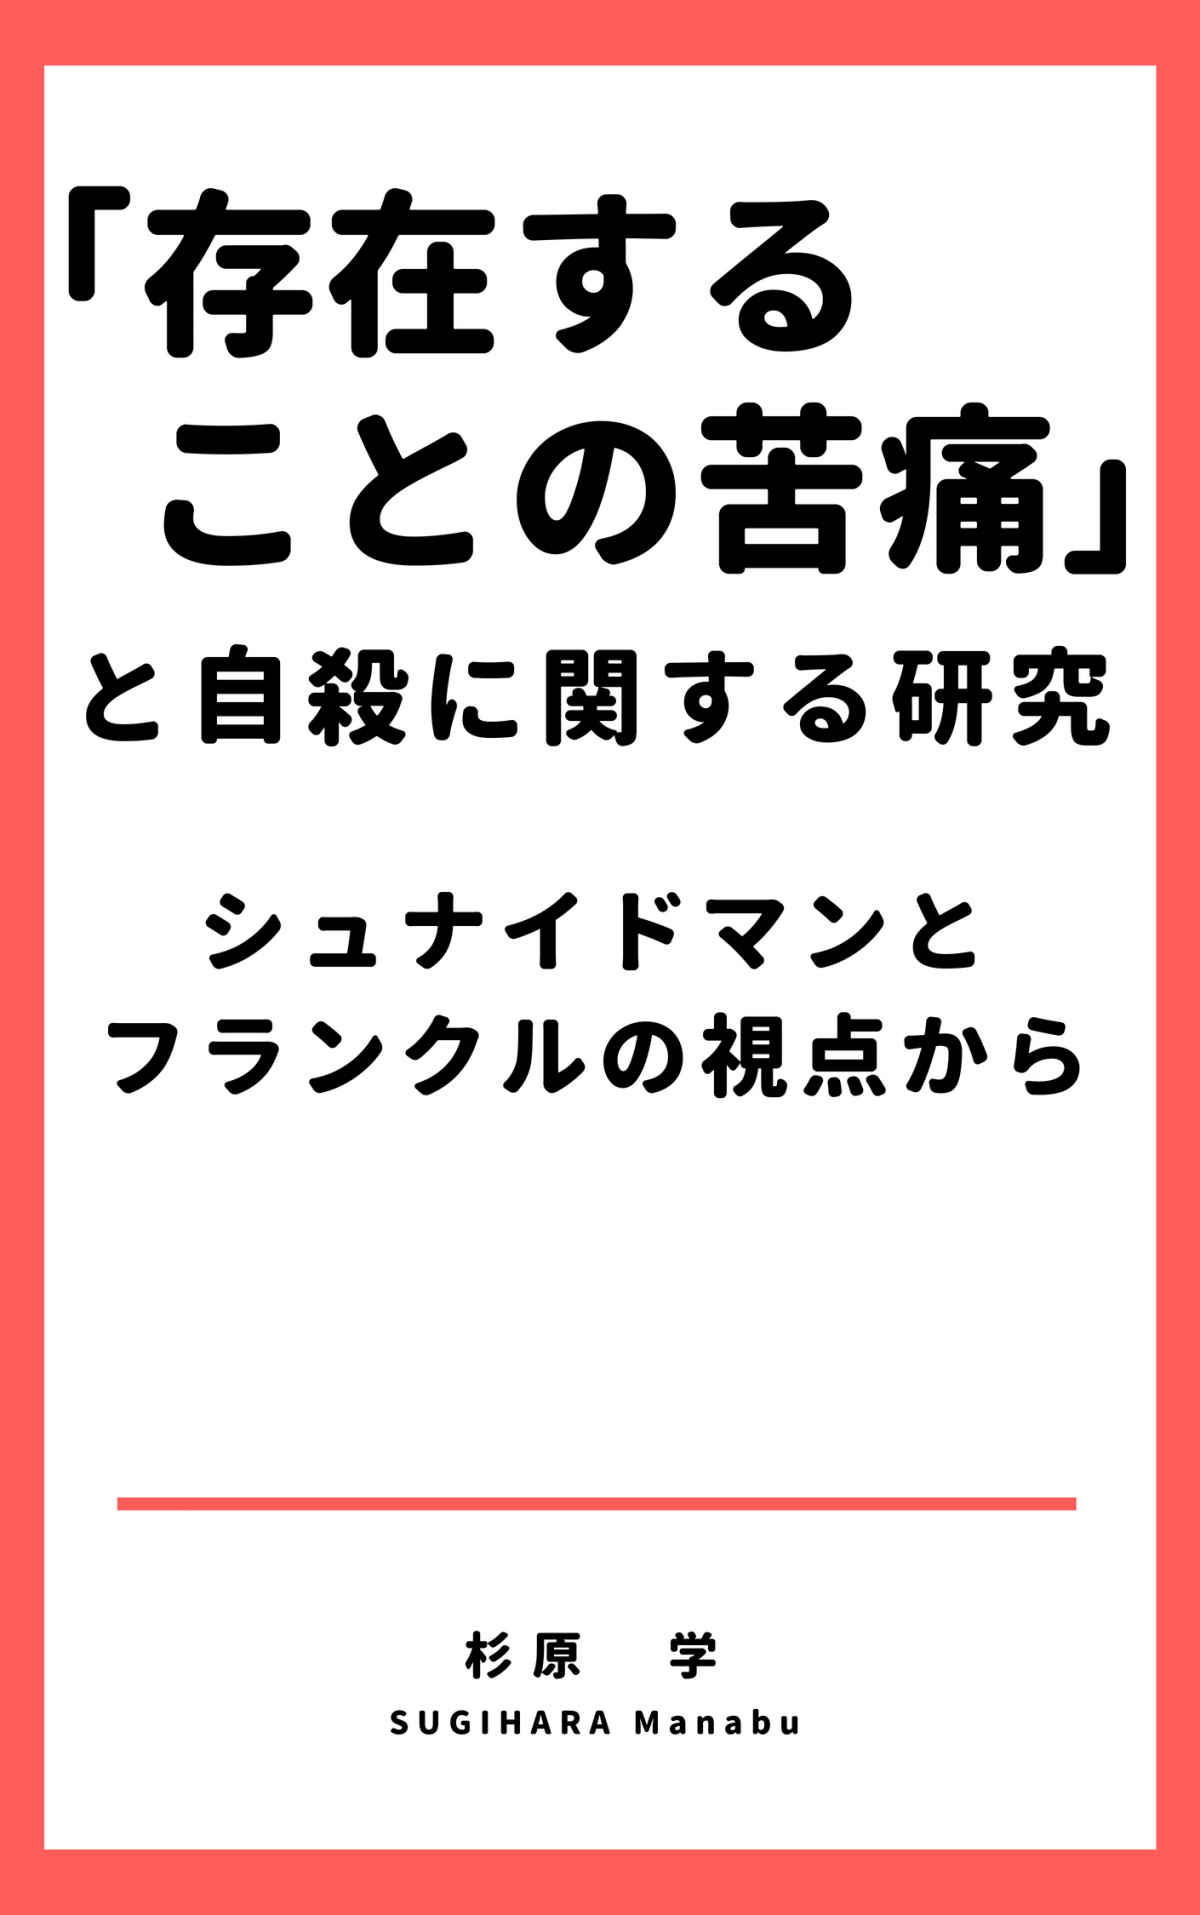 「存在する
ことの苦痛」
と自殺に関する研究
シュナイドマンと
フランクルの視点から
杉原　学
SUGIHARA Manabu